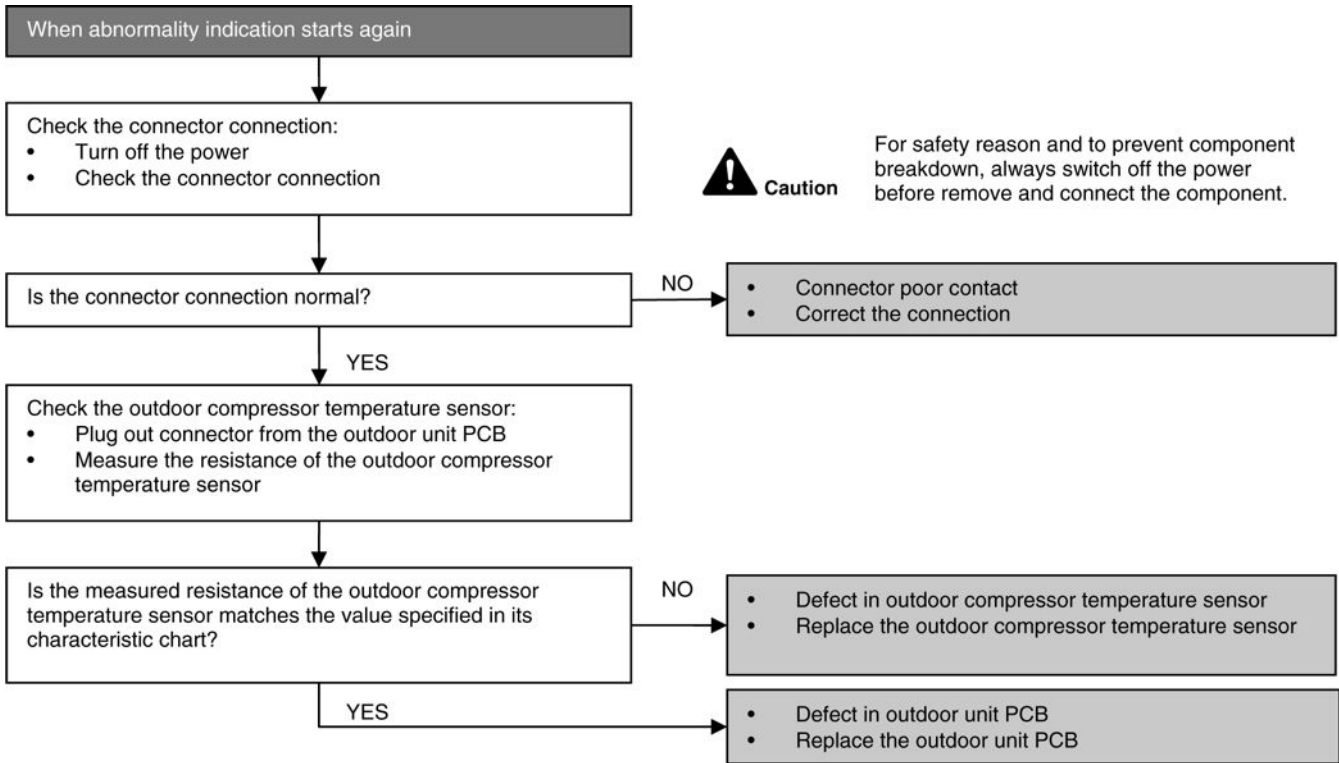 When abnormality indication starts again
Check the connector connection:
• Turn off the power
• Check the connector connection
Caution
For safety reason and to prevent component
breakdown, always switch off the power
before remove and connect the component.
Is the connector connection normal?
NO
• Connector poor contact
• Correct the connection
YES
Check the outdoor compressor temperature sensor:
• Plug out connector from the outdoor unit PCB
• Measure the resistance of the outdoor compressor
temperature sensor
Is the measured resistance of the outdoor compressor
temperature sensor matches the value specified in its
characteristic chart?
NO
• Defect in outdoor compressor temperature sensor
• Replace the outdoor compressor temperature sensor
YES
• Defect in outdoor unit PCB
• Replace the outdoor unit PCB